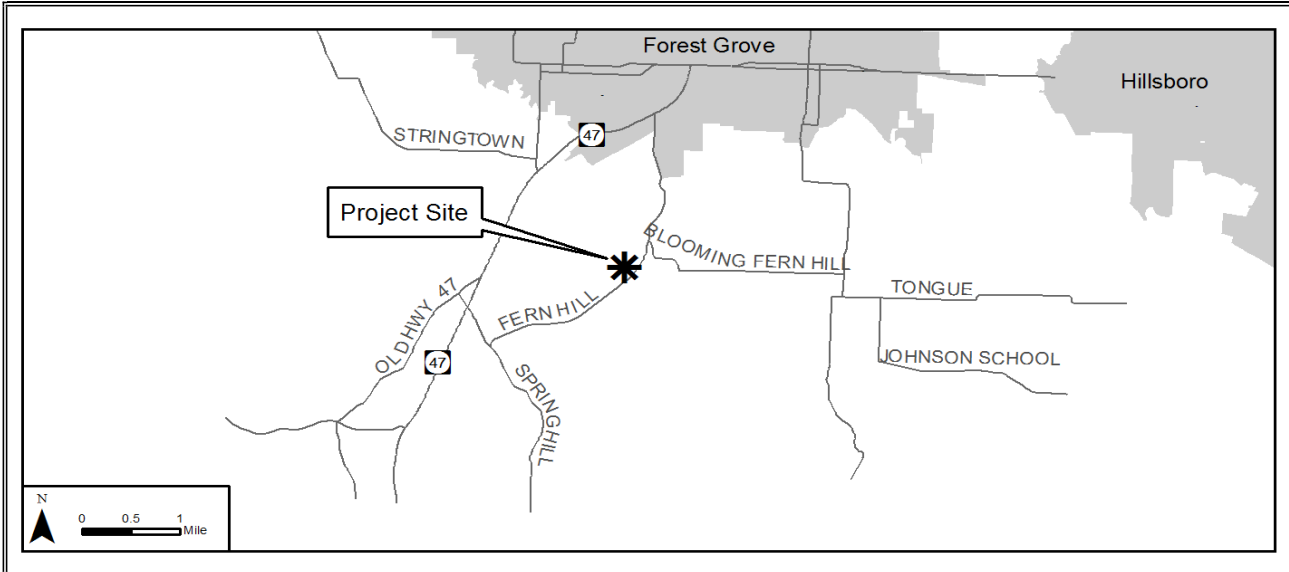 Forest Grove
Hillsboro
47
STRINGTOWN
Project Site
BLOOMING FERN HILL
OLD HWY 47
TONGUE
FERN HILL
JOHNSON SCHOOL
47
SPRINGHILL
N
0 0.5 1
Mile